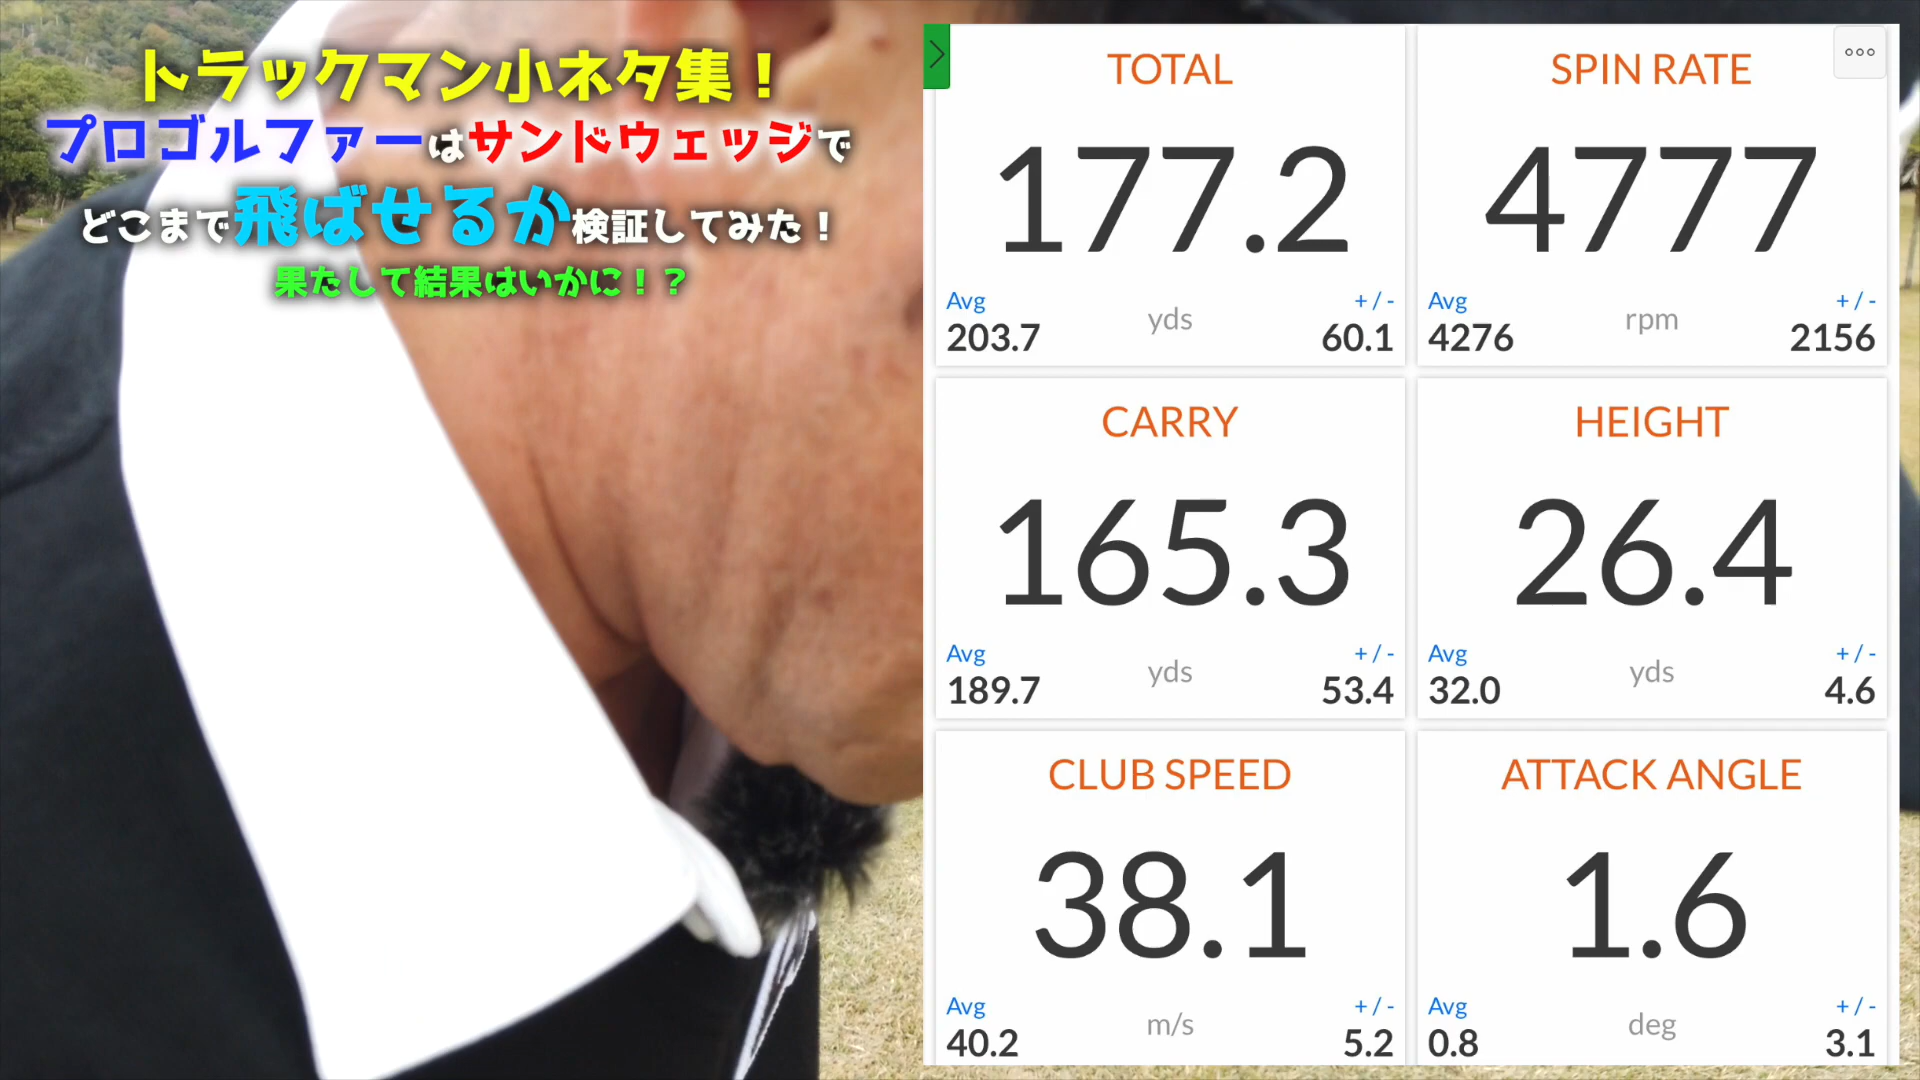 トラックマン小ネタ集！
プロゴルファーはサンドウェッジで
どこまで飛ばせるか検証してみた！
果たして結果はいかに！？
TOTAL
177.2
Avg
203.7
yds
+ / -
60.1
SPIN RATE
4777
Avg
4276
rpm
+ / -
2156
CARRY
165.3
Avg
189.7
yds
+ / -
53.4
HEIGHT
26.4
Avg
32.0
yds
+ / -
4.6
CLUB SPEED
38.1
Avg
40.2
m/s
+ / -
5.2
ATTACK ANGLE
1.6
Avg
0.8
deg
+ / -
3.1